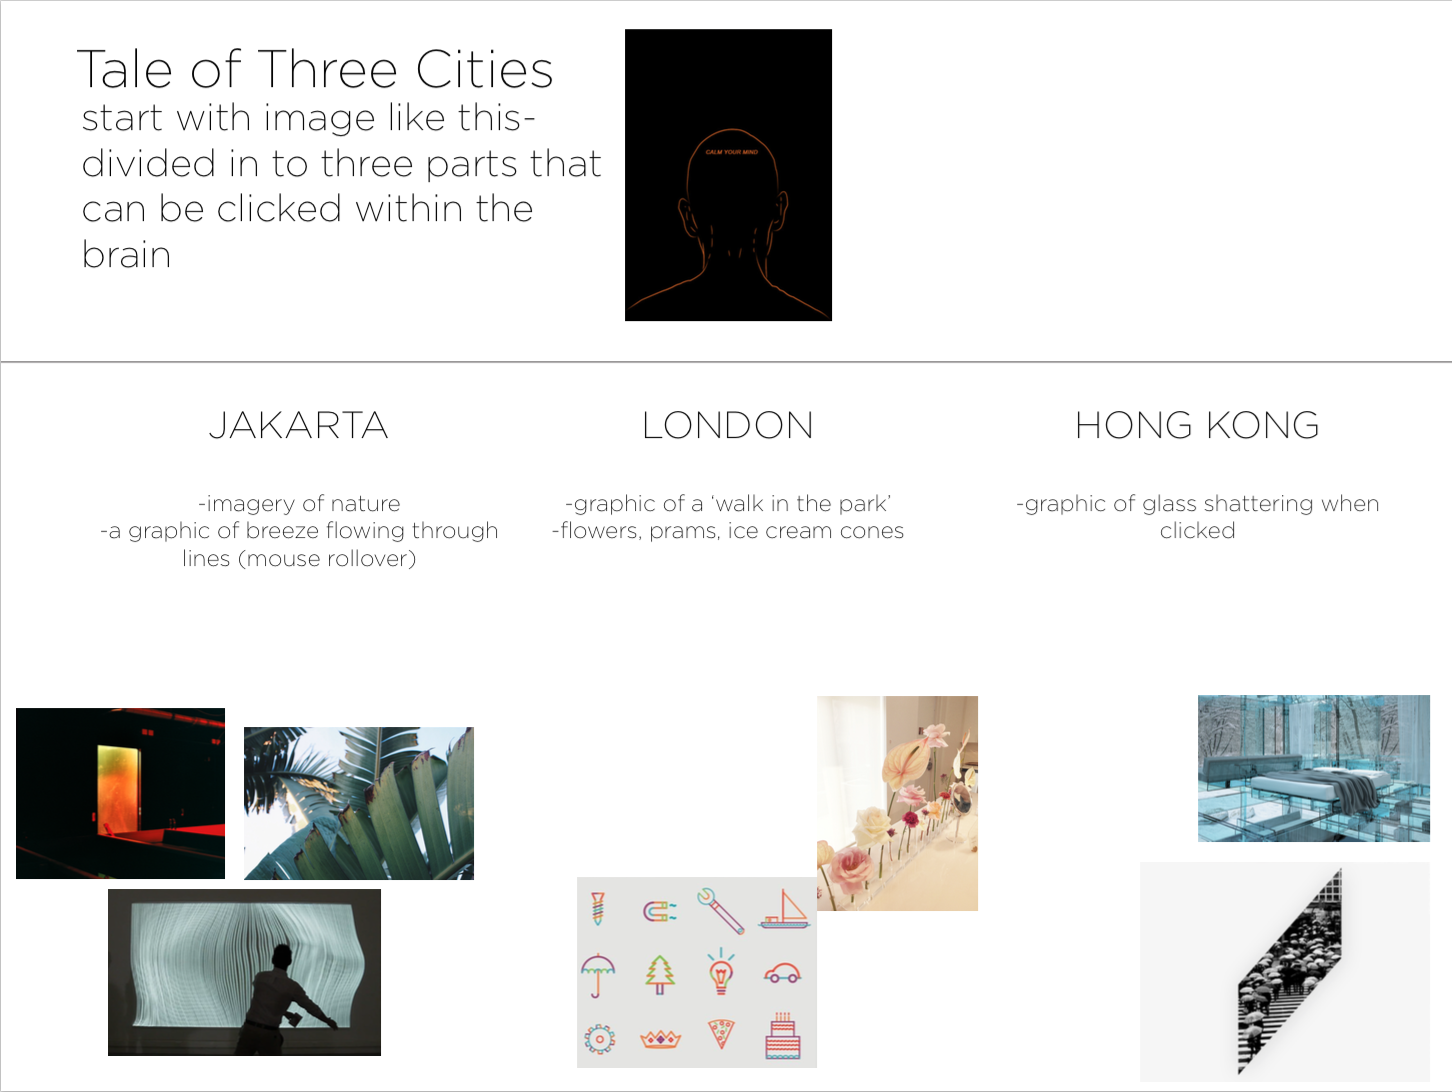 Tale of Three Cities
start with image like this-
divided in to three parts that
can be clicked within the
brain
CALM YOUR MIND
JAKARTA
-imagery of nature
-a graphic of breeze flowing through
lines (mouse rollover)
LONDON
-graphic of a ‘walk in the park’
-flowers, prams, ice cream cones
HONG KONG
-graphic of glass shattering when
clicked